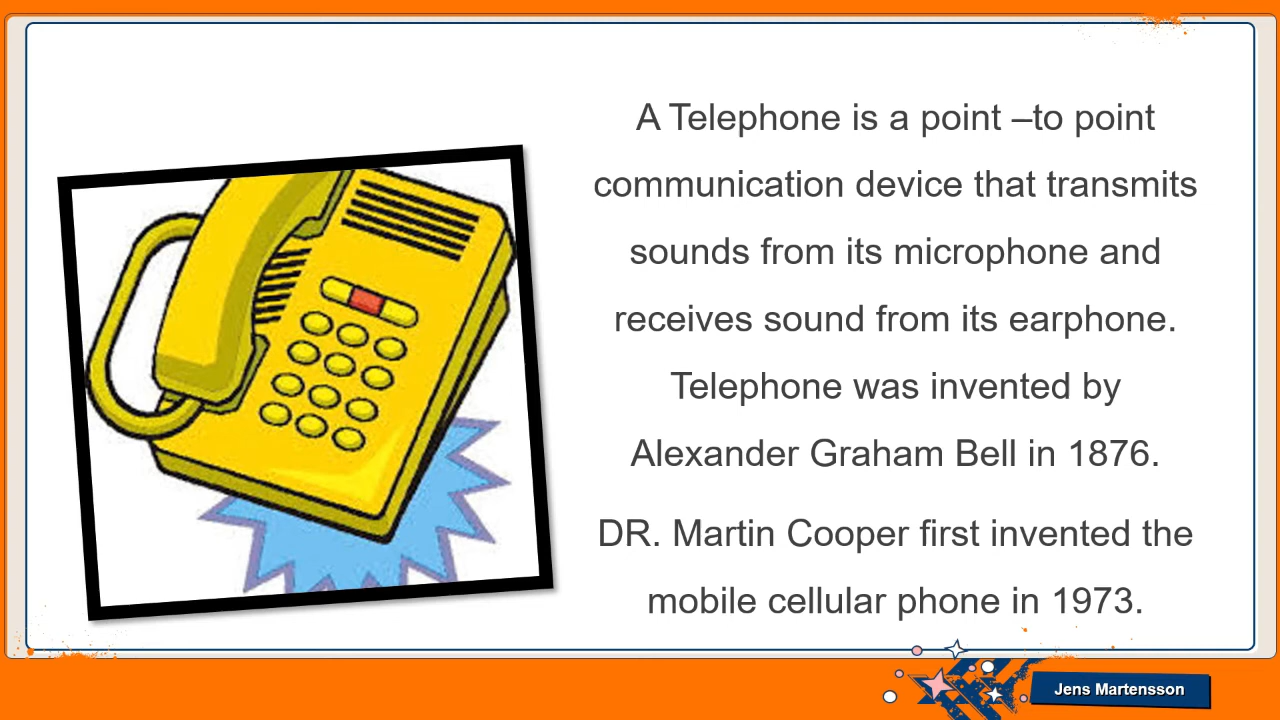 A Telephone is a point –to point
communication device that transmits
sounds from its microphone and
receives sound from its earphone.
Telephone was invented by
Alexander Graham Bell in 1876.
DR. Martin Cooper first invented the
mobile cellular phone in 1973.
Jens Martensson